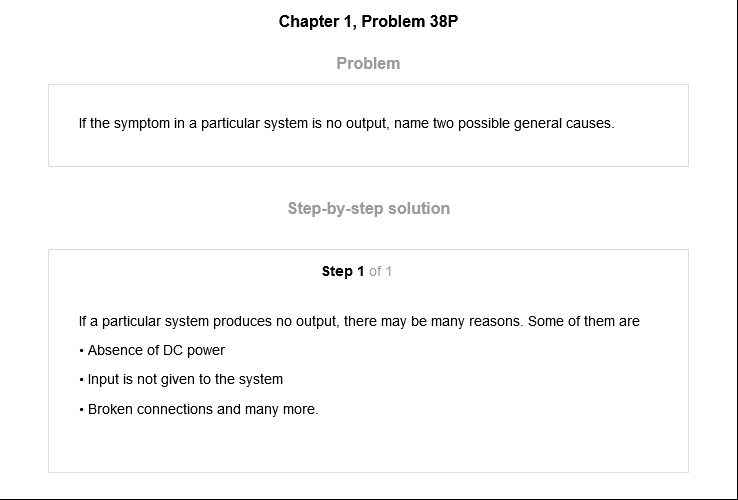 Chapter 1, Problem 38P
Problem
If the symptom in a particular system is no output, name two possible general causes.
Step-by-step solution
Step 1 of 1
If a particular system produces no output, there may be many reasons. Some of them are
• Absence of DC power
• Input is not given to the system
• Broken connections and many more.